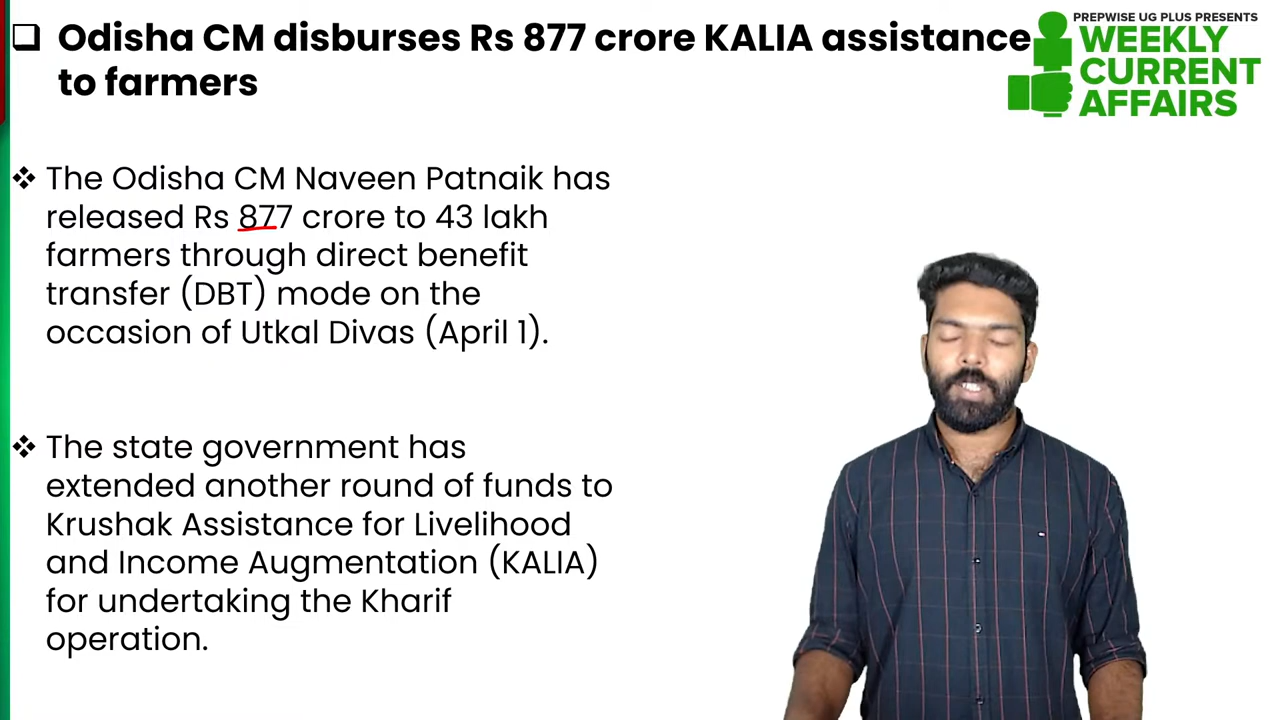 Odisha CM disburses Rs 877 crore KALIA assistance
to farmers
PREPWISE UG PLUS PRESENTS
WEEKLY
CURRENT
AFFAIRS
The Odisha CM Naveen Patnaik has
released Rs 877 crore to 43 lakh
farmers through direct benefit
transfer (DBT) mode on the
occasion of Utkal Divas (April 1).
The state government has
extended another round of funds to
Krushak Assistance for Livelihood
and Income Augmentation (KALIA)
for undertaking the Kharif
operation.